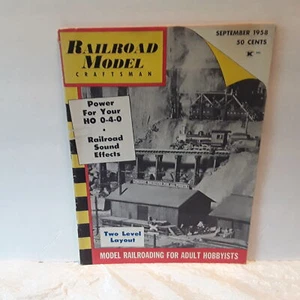 RAILROAD
MODEL
CRAFTSMAN
SEPTEMBER 1958
50 CENTS
K
Power
For Your
HO 0-4-0
•
Railroad
Sound
Effects
Two Level
Layout
MODEL RAILROADING FOR ADULT HOBBYISTS